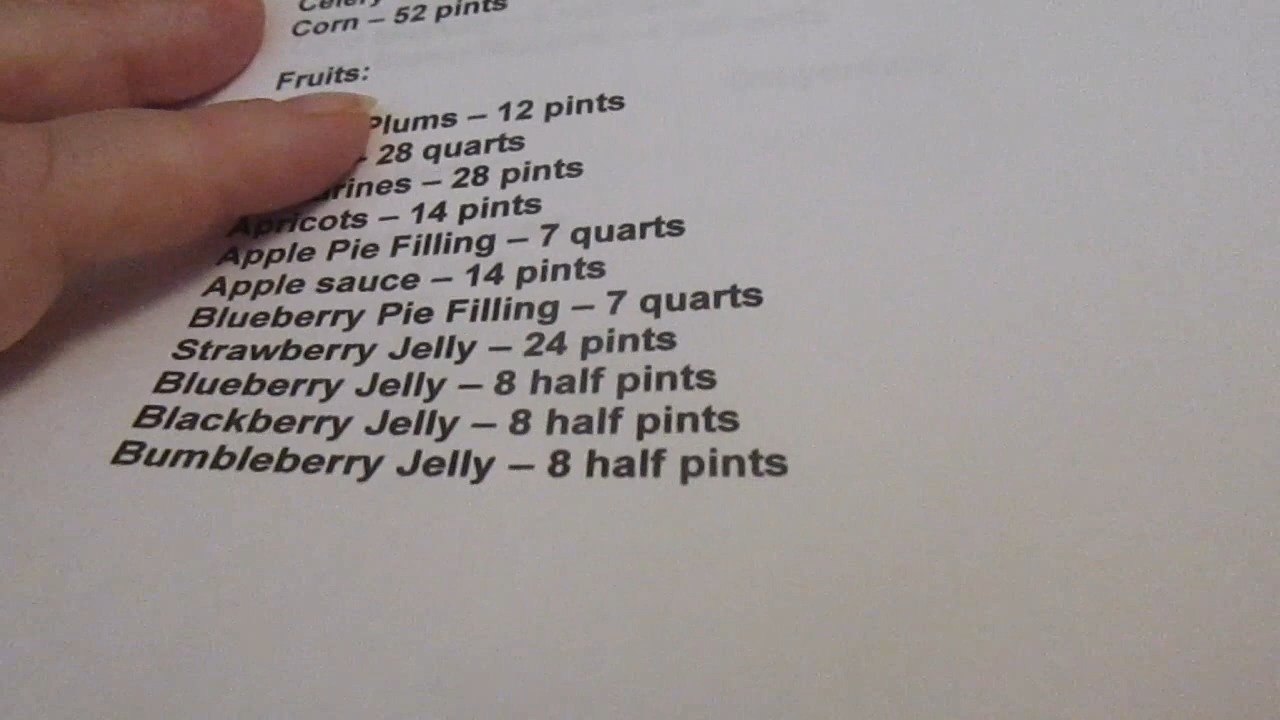 Celery
Corn – 52 pints
Fruits:
Plums – 12 pints
28 quarts
– 28 pints
Apricots – 14 pints
Apple Pie Filling – 7 quarts
Apple sauce – 14 pints
Blueberry Pie Filling – 7 quarts
Strawberry Jelly – 24 pints
Blueberry Jelly – 8 half pints
Blackberry Jelly – 8 half pints
Bumbleberry Jelly – 8 half pints